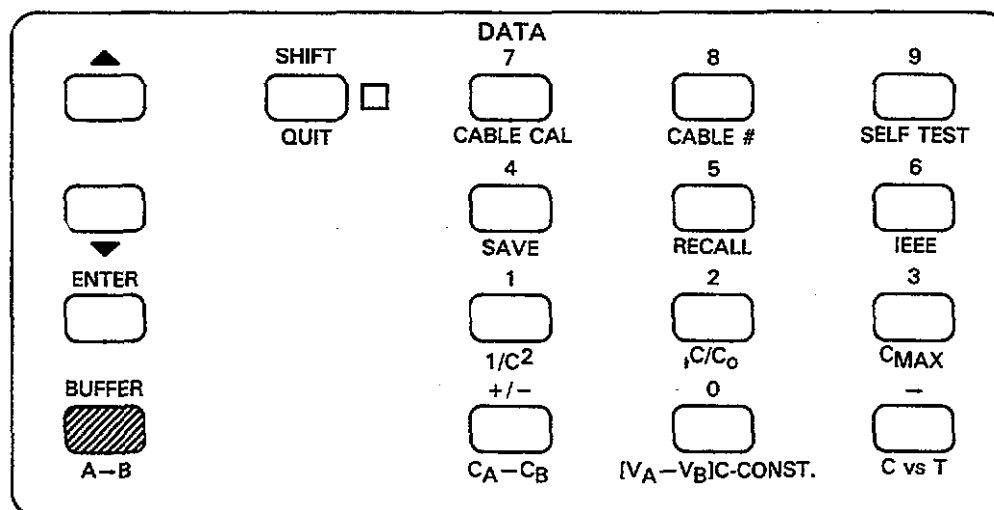 DATA
▲ SHIFT 7 8 9
QUIT CABLE CAL CABLE # SELF TEST
4 5 6
▼ SAVE RECALL IEEE
ENTER 1 2 3
1/C² C/C₀ CMAX
BUFFER +/− 0 →
A→B CA−CB [VA−VB]C-CONST. C vs T